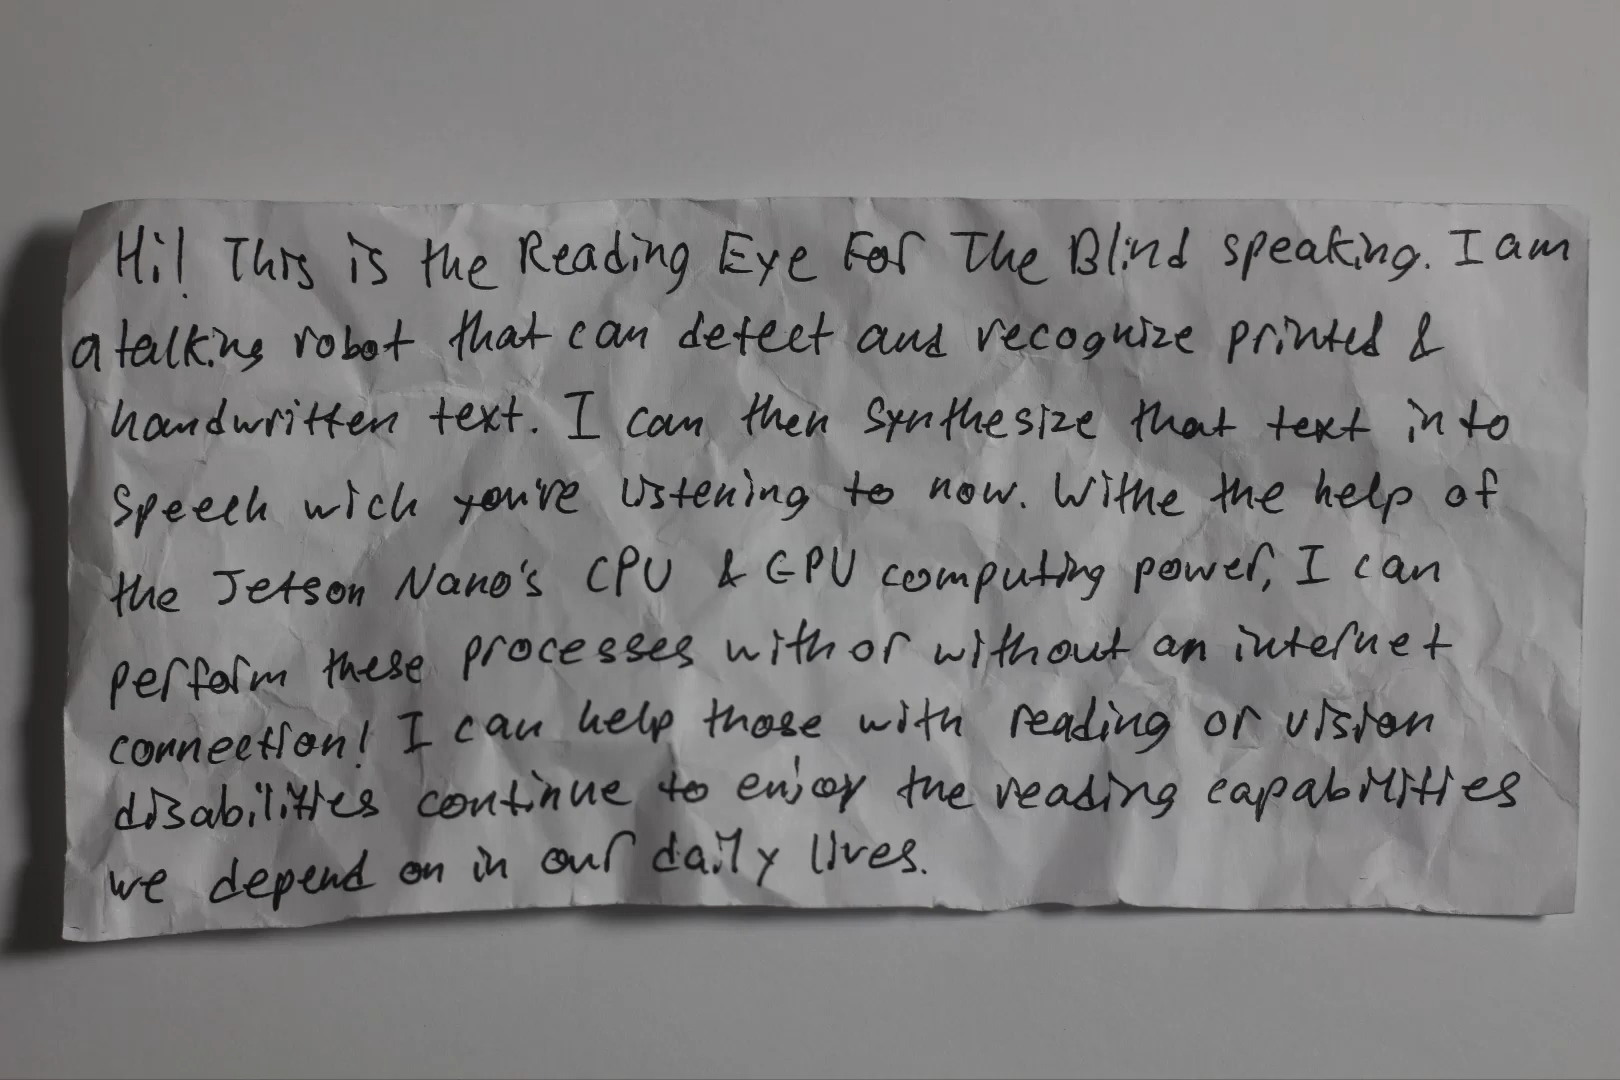 Hi! This is the Reading Eye For The Blind speaking. I am
a talking robot that can detect and recognize printed &
handwritten text. I can then synthesize that text into
speech wich you're listening to now. Withe the help of
the Jetson Nano's CPU & GPU computing power, I can
perform these processes with or without an internet
connection! I can help those with reading or vision
disabilities continue to enjoy the reading capabilities
we depend on in our daily lives.